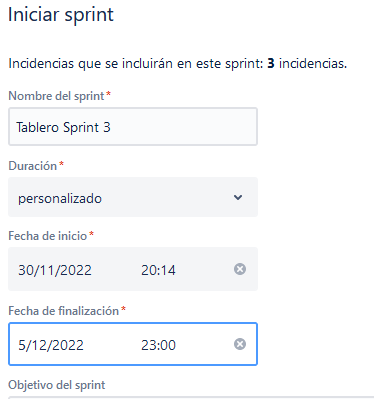 Iniciar sprint
Incidencias que se incluirán en este sprint: 3 incidencias.
Nombre del sprint*
Tablero Sprint 3
Duración*
personalizado
Fecha de inicio*
30/11/2022 20:14
Fecha de finalización*
5/12/2022 23:00
Objetivo del sprint